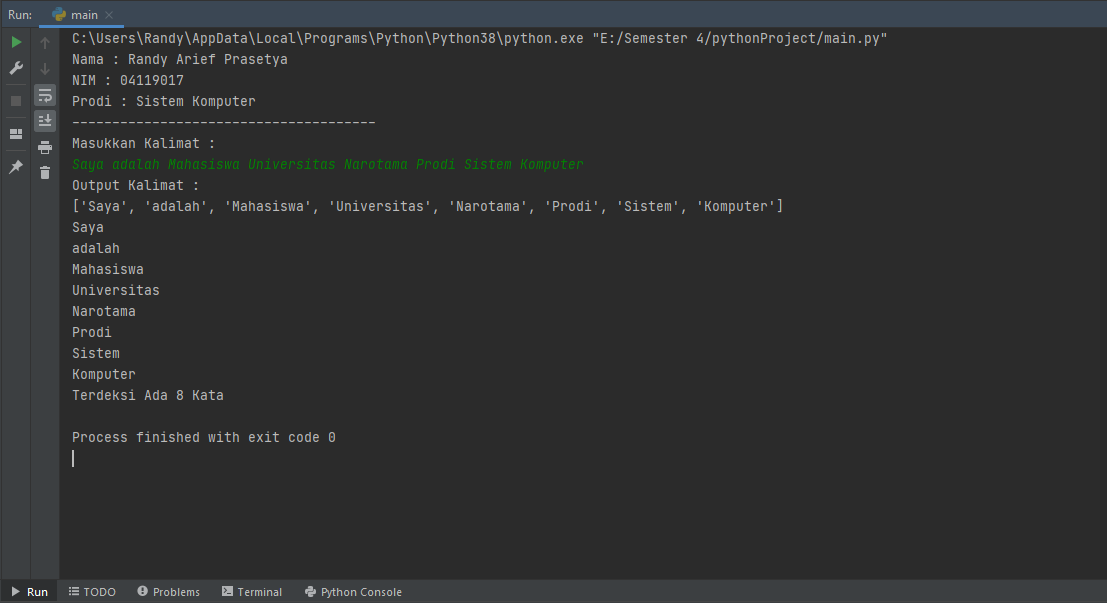 Run: main
C:\Users\Randy\AppData\Local\Programs\Python\Python38\python.exe "E:/Semester 4/pythonProject/main.py"
Nama : Randy Arief Prasetya
NIM : 04119017
Prodi : Sistem Komputer
--------------------------------------
Masukkan Kalimat :
Saya adalah Mahasiswa Universitas Narotama Prodi Sistem Komputer
Output Kalimat :
['Saya', 'adalah', 'Mahasiswa', 'Universitas', 'Narotama', 'Prodi', 'Sistem', 'Komputer']
Saya
adalah
Mahasiswa
Universitas
Narotama
Prodi
Sistem
Komputer
Terdeksi Ada 8 Kata
Process finished with exit code 0
Run TODO Problems Terminal Python Console